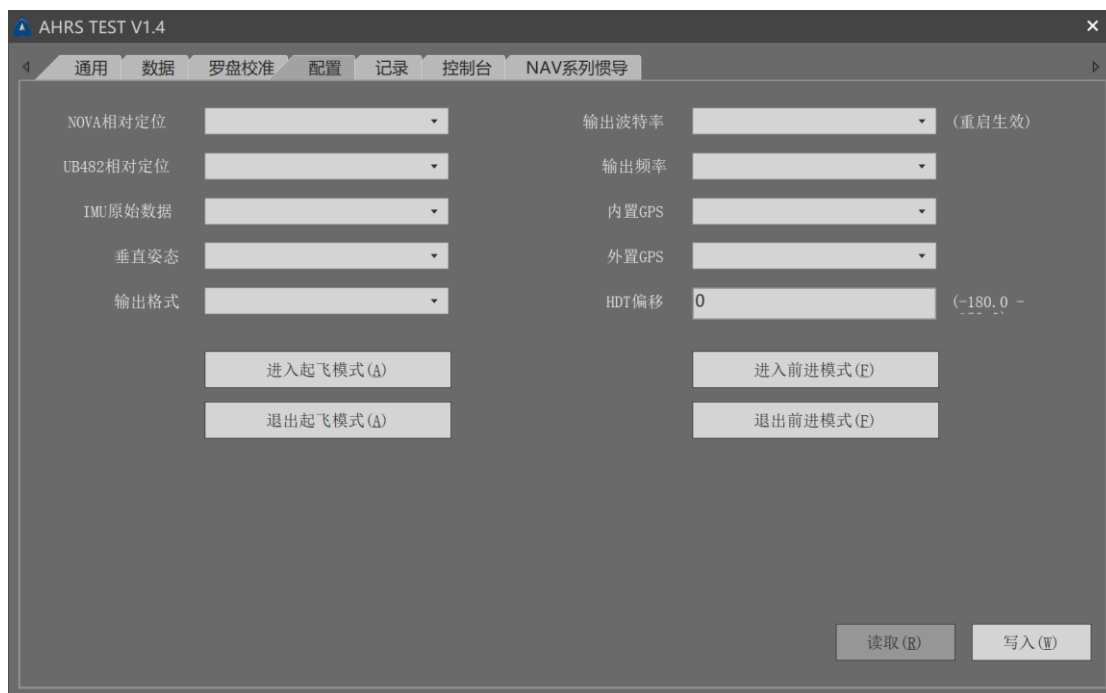 AHRS TEST V1.4
通用 数据 罗盘校准 配置 记录 控制台 NAV系列惯导
NOVA相对定位 输出波特率 (重启生效)
UB482相对定位 输出频率
IMU原始数据 内置GPS
垂直姿态 外置GPS
输出格式 HDT偏移 0 (-180.0 -
进入起飞模式(A) 进入前进模式(F)
退出起飞模式(A) 退出前进模式(F)
读取(R) 写入(W)